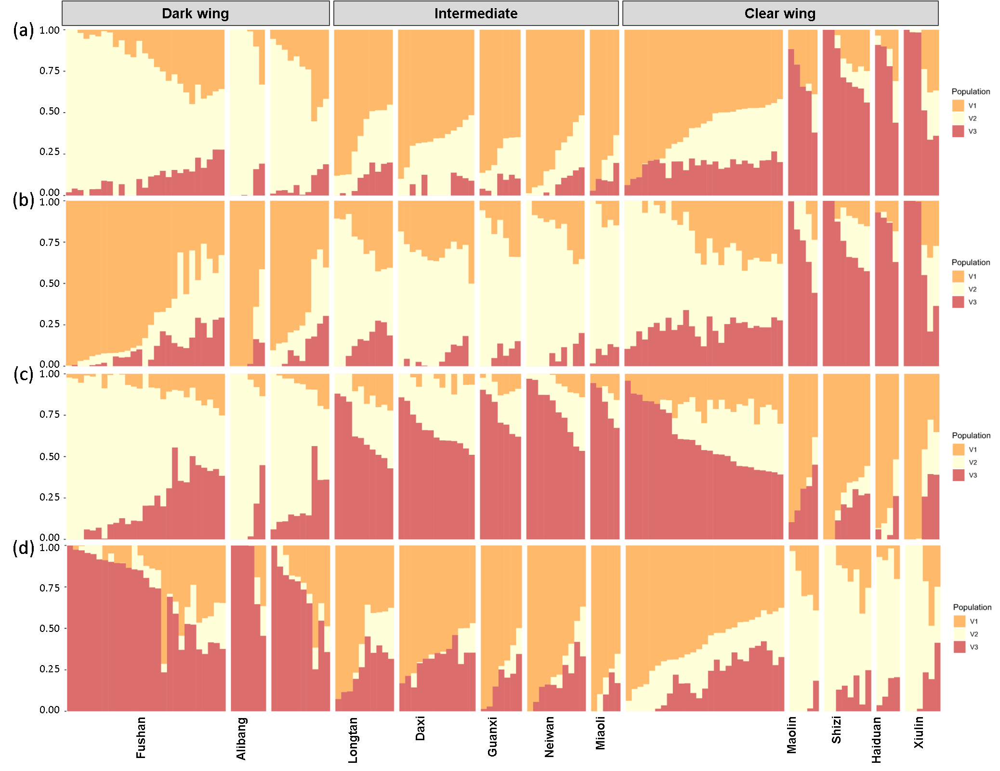 Dark wing Intermediate Clear wing
(a)
1.00
0.75
0.50
0.25
0.00
Population
V1
V2
V3
(b)
1.00
0.75
0.50
0.25
0.00
Population
V1
V2
V3
(c)
1.00
0.75
0.50
0.25
0.00
Population
V1
V2
V3
(d)
1.00
0.75
0.50
0.25
0.00
Population
V1
V2
V3
Fushan Alibang Longtan Daxi Guanxi Neiwan Miaoli Maolin Shizi Haiduan Xiulin